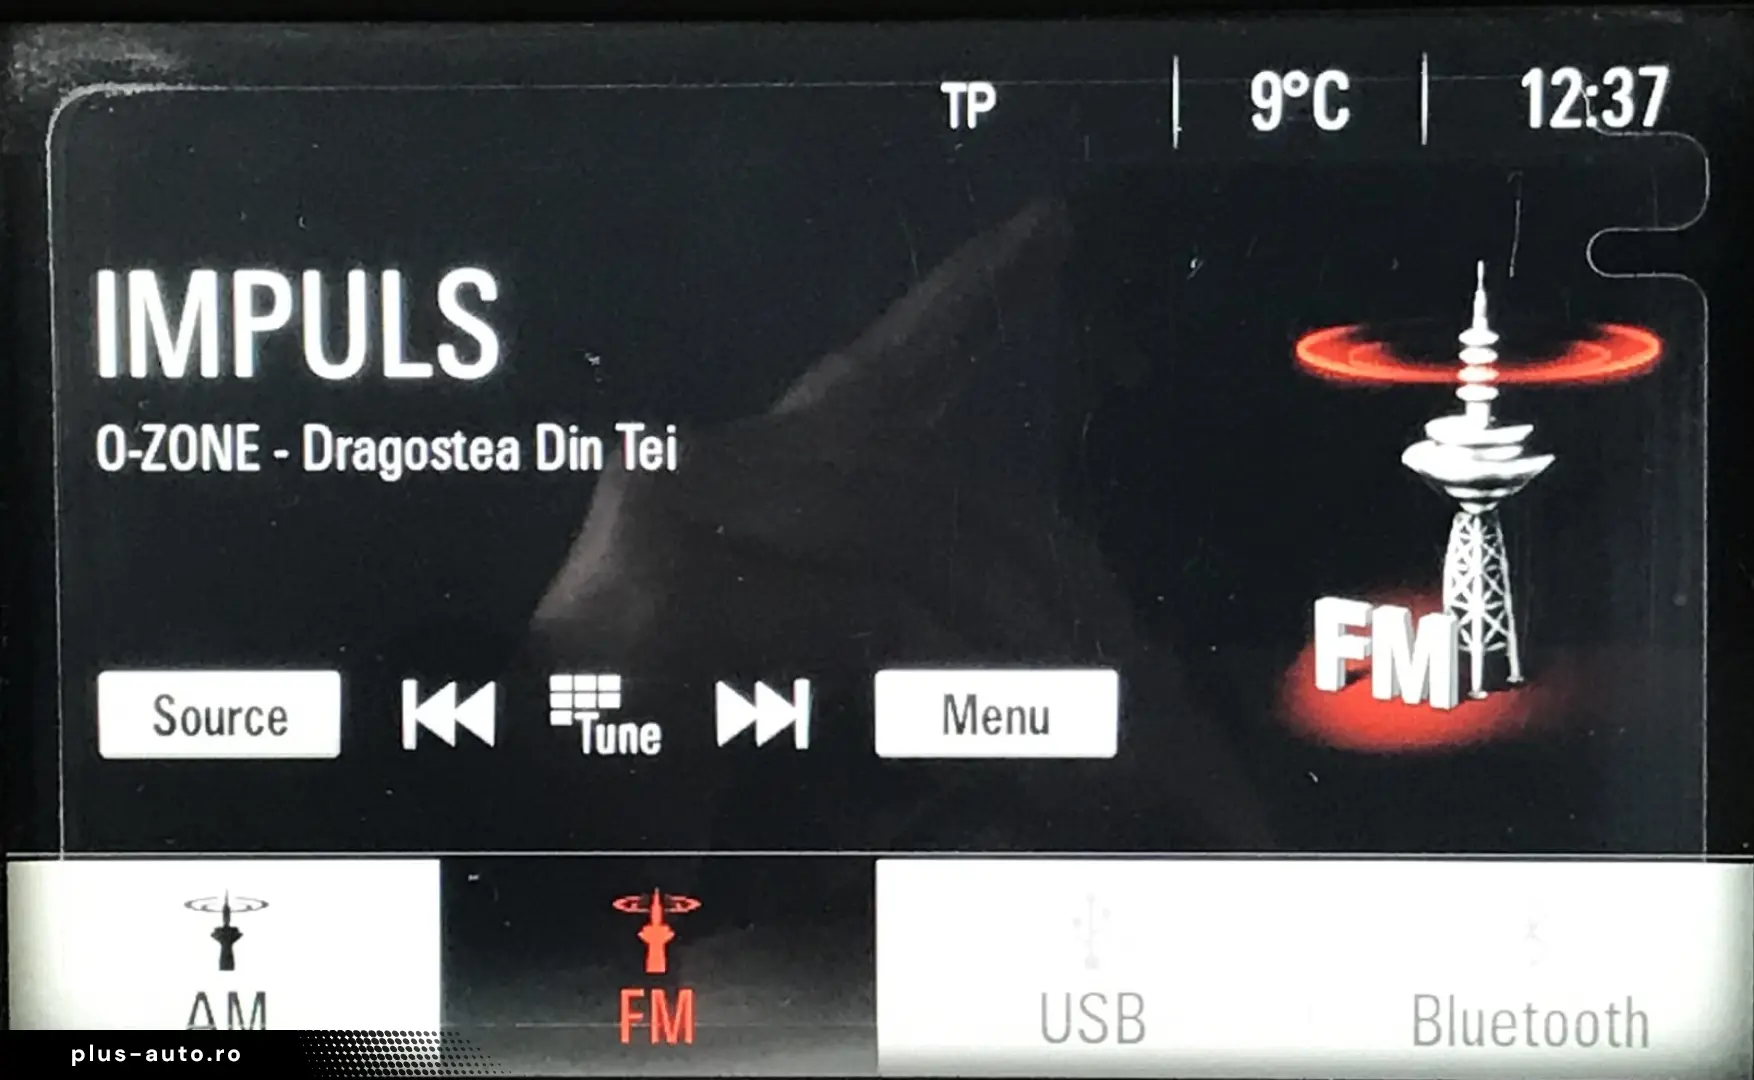 TP
9°C
12:37
IMPULS
O-ZONE - Dragostea Din Tei
FM
Source
Tune
Menu
AM
FM
USB
Bluetooth
plus-auto.ro